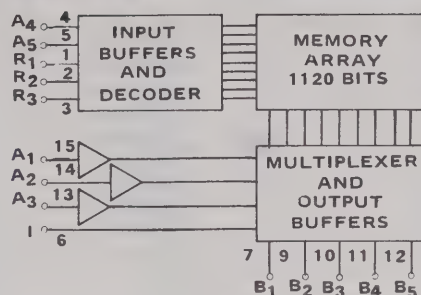 A4 4
A5 5
R1 1
R2 2
R3 3
INPUT
BUFFERS
AND
DECODER
MEMORY
ARRAY
1120 BITS
A1 15
A2 14
A3 13
I 6
MULTIPLEXER
AND
OUTPUT
BUFFERS
7 9 10 11 12
B1 B2 B3 B4 B5